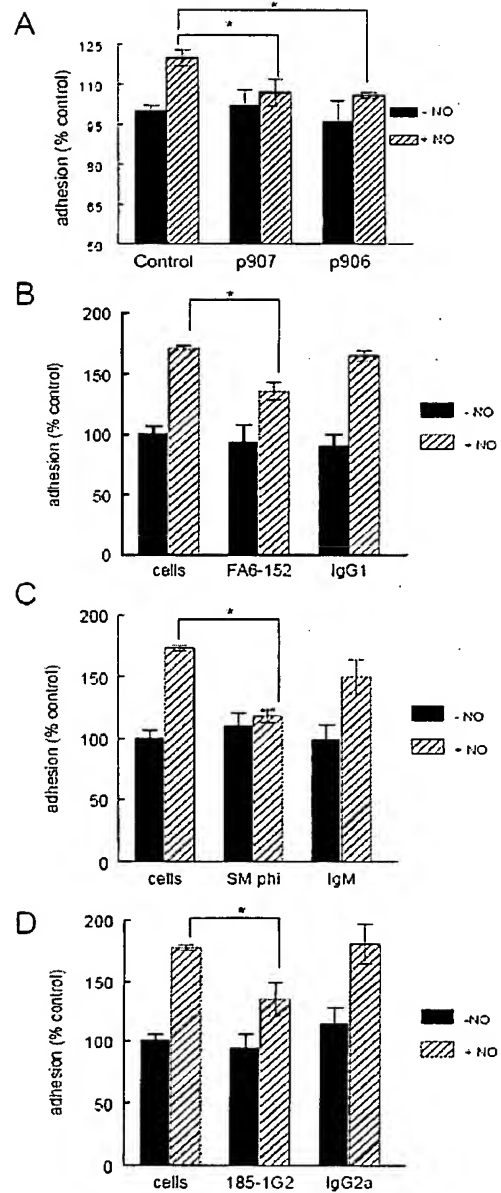 A
*
*
125
110
95
80
65
50
adhesion (% control)
- NO
+ NO
Control p907 p906
B
*
200
150
100
50
0
adhesion (% control)
- NO
+ NO
cells FA6-152 IgG1
C
*
200
150
100
50
0
adhesion (% control)
- NO
+ NO
cells SM phi IgM
D
*
200
150
100
50
0
adhesion (% control)
-NO
+ NO
cells 185-1G2 IgG2a